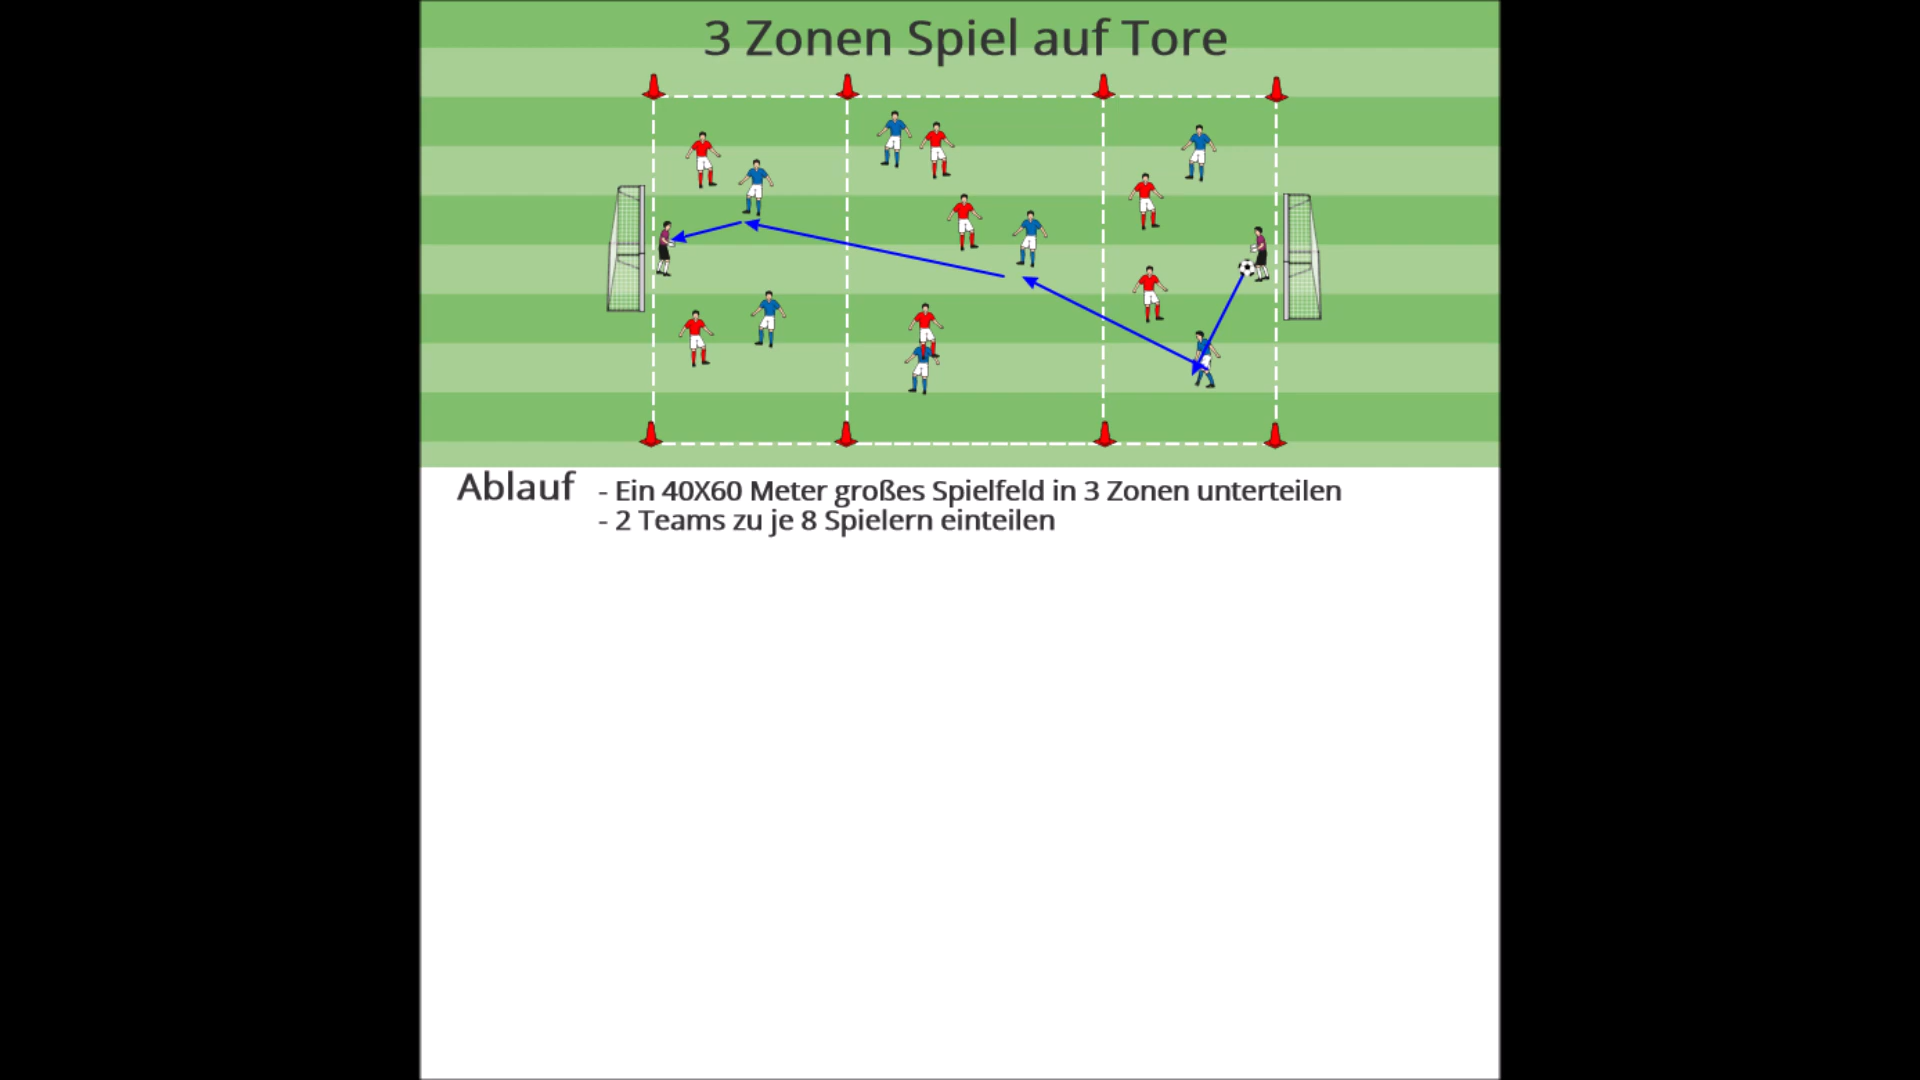 3 Zonen Spiel auf Tore
Ablauf - Ein 40X60 Meter großes Spielfeld in 3 Zonen unterteilen
- 2 Teams zu je 8 Spielern einteilen